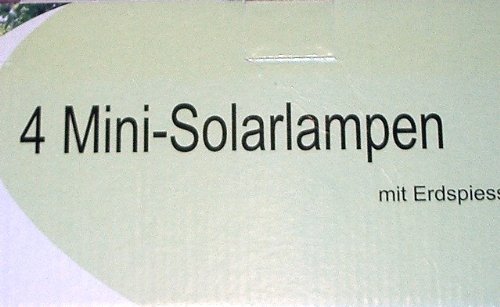 4 Mini-Solarlampen
mit Erdspiess